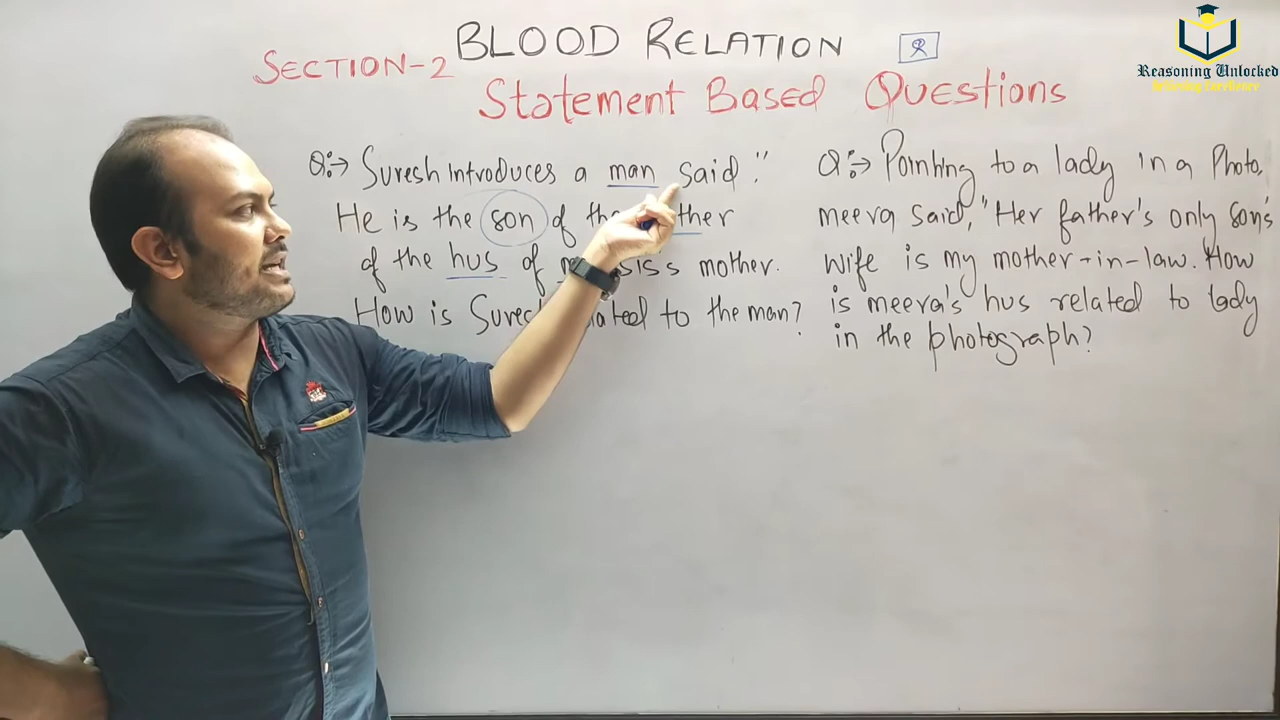 BLOOD RELATION R
SECTION-2
Statement Based Questions
Q:→ Suresh introduces a man said "
He is the son of the
of the hus of sis's mother.
How is to the man?
Q:→ Pointing to a lady in a Photo,
meera said, "Her father's only son's
wife is my mother-in-law. How
is meera's hus related to lady
in the photograph?
Reasoning Unlocked